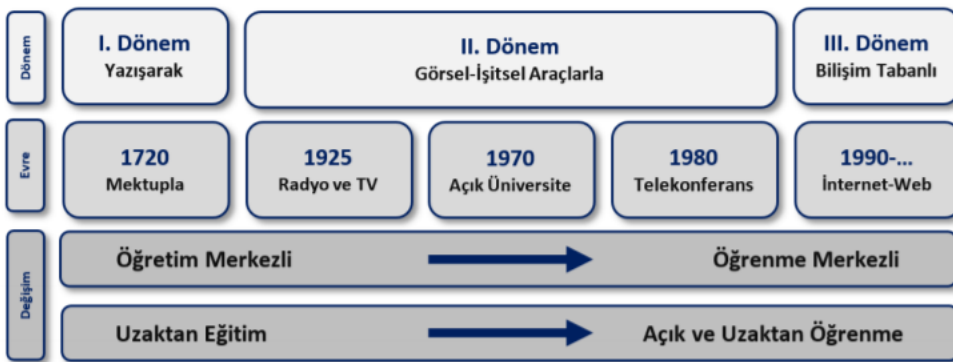 Dönem
I. Dönem
Yazışarak
II. Dönem
Görsel-İşitsel Araçlarla
III. Dönem
Bilişim Tabanlı
Evre
1720
Mektupla
1925
Radyo ve TV
1970
Açık Üniversite
1980
Telekonferans
1990-...
İnternet-Web
Değişim
Öğretim Merkezli
Öğrenme Merkezli
Uzaktan Eğitim
Açık ve Uzaktan Öğrenme